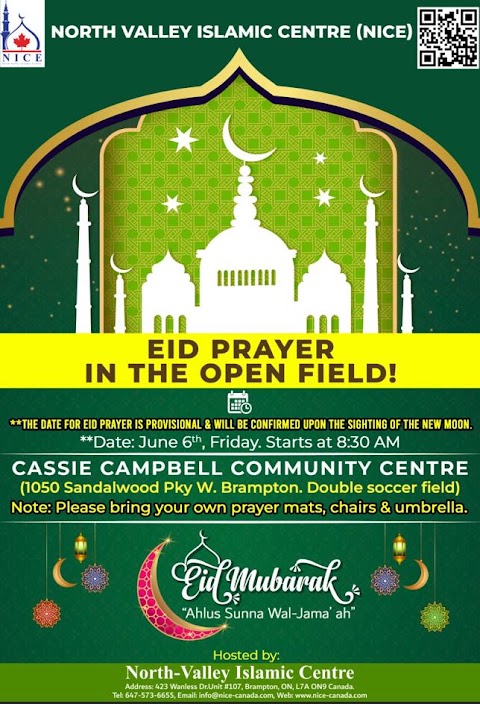 NICE
NORTH VALLEY ISLAMIC CENTRE (NICE)
EID PRAYER
IN THE OPEN FIELD!
**THE DATE FOR EID PRAYER IS PROVISIONAL & WILL BE CONFIRMED UPON THE SIGHTING OF THE NEW MOON.
**Date: June 6th, Friday. Starts at 8:30 AM
CASSIE CAMPBELL COMMUNITY CENTRE
(1050 Sandalwood Pky W. Brampton. Double soccer field)
Note: Please bring your own prayer mats, chairs & umbrella.
Eid Mubarak
"Ahlus Sunna Wal-Jama' ah"
Hosted by:
North-Valley Islamic Centre
Address: 423 Wanless Dr.Unit #107, Brampton, ON, L7A ON9 Canada.
Tel: 647-573-6655, Email: info@nice-canada.com, Web: www.nice-canada.com